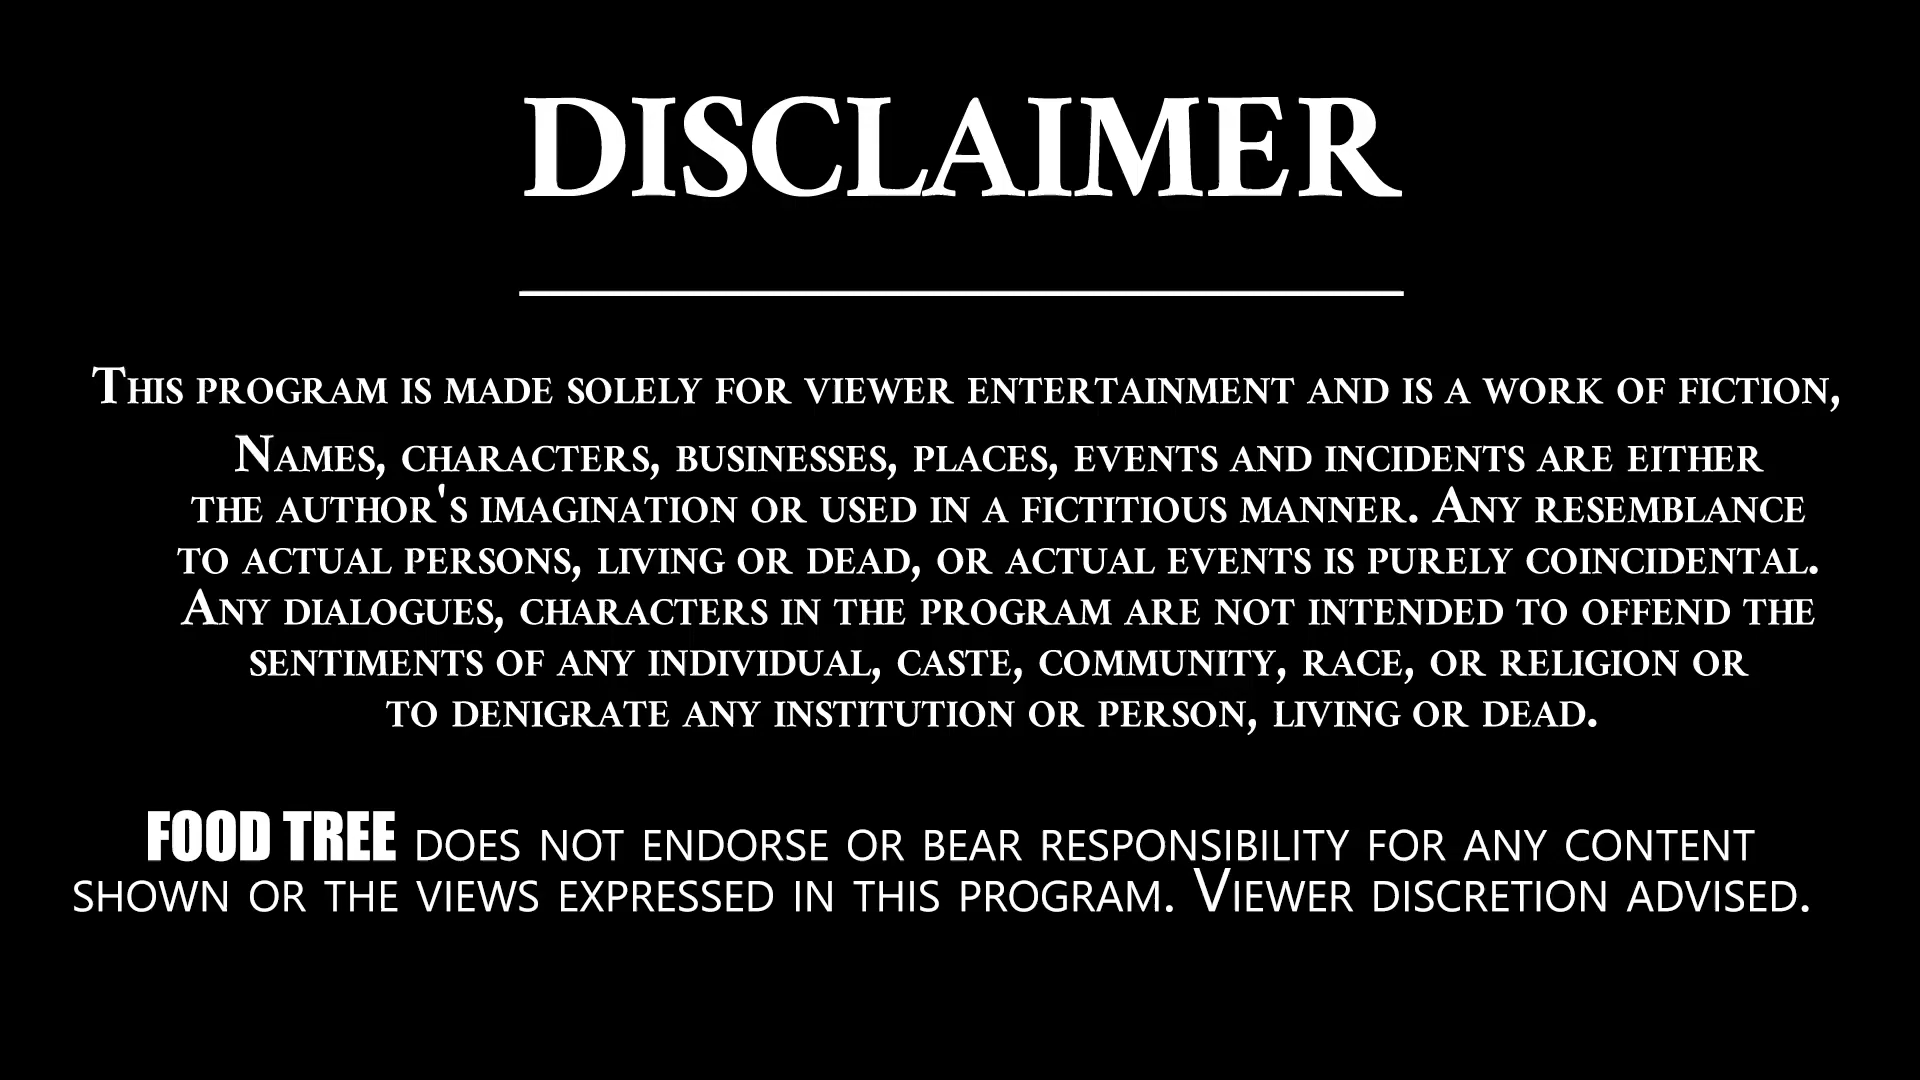 DISCLAIMER
This program is made solely for viewer entertainment and is a work of fiction,
Names, characters, businesses, places, events and incidents are either
the author's imagination or used in a fictitious manner. Any resemblance
to actual persons, living or dead, or actual events is purely coincidental.
Any dialogues, characters in the program are not intended to offend the
sentiments of any individual, caste, community, race, or religion or
to denigrate any institution or person, living or dead.
FOOD TREE does not endorse or bear responsibility for any content
shown or the views expressed in this program. Viewer discretion advised.